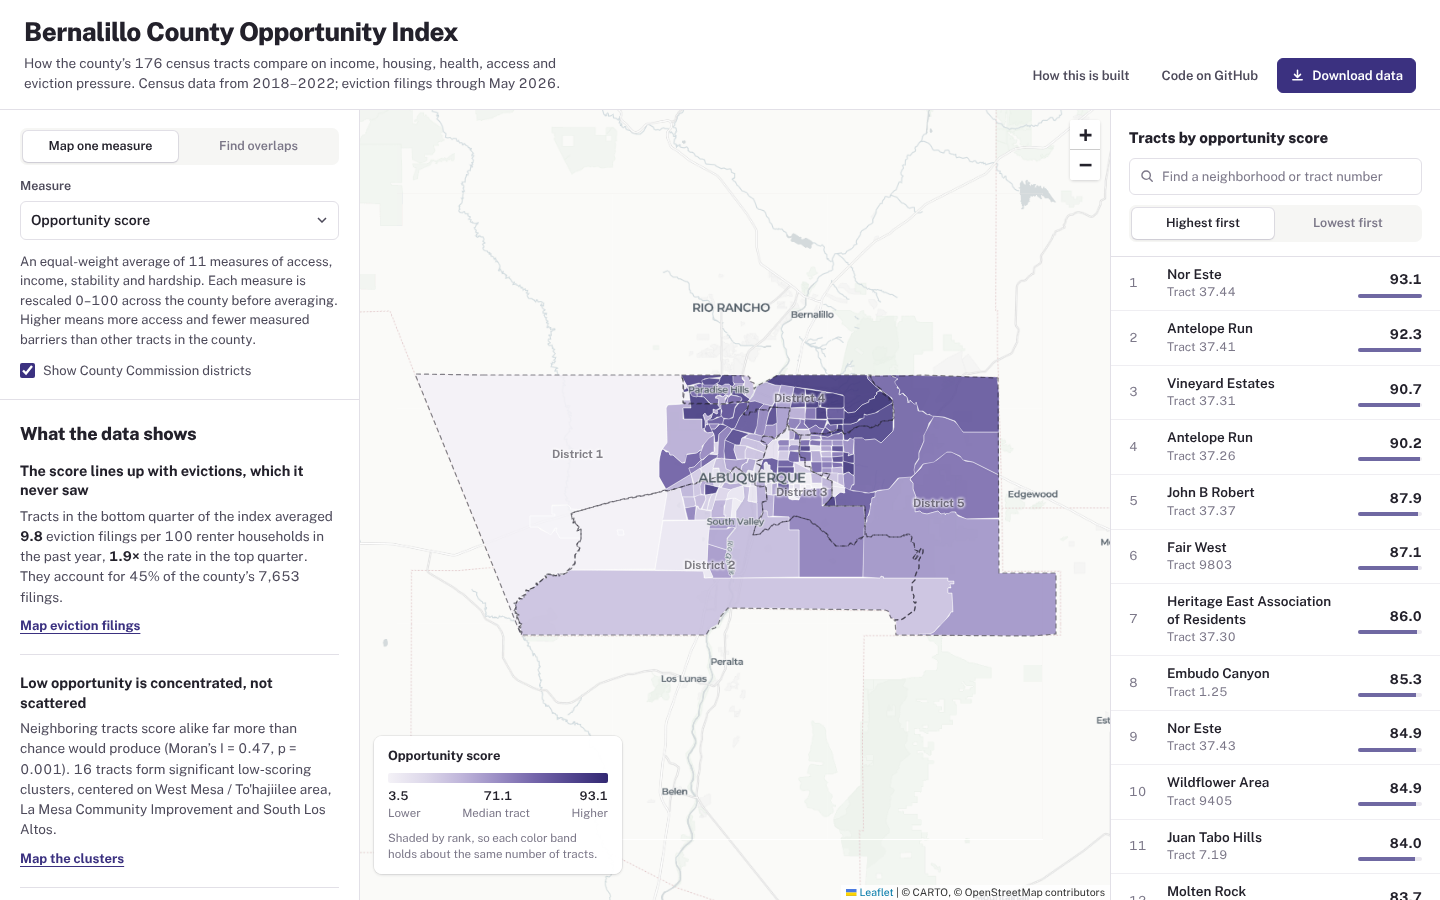 Bernalillo County Opportunity Index
How the county's 176 census tracts compare on income, housing, health, access and
eviction pressure. Census data from 2018–2022; eviction filings through May 2026.
How this is built
Code on GitHub
Download data
Map one measure
Find overlaps
Measure
Opportunity score
An equal-weight average of 11 measures of access,
income, stability and hardship. Each measure is
rescaled 0–100 across the county before averaging.
Higher means more access and fewer measured
barriers than other tracts in the county.
Show County Commission districts
What the data shows
The score lines up with evictions, which it
never saw
Tracts in the bottom quarter of the index averaged
9.8 eviction filings per 100 renter households in
the past year, 1.9× the rate in the top quarter.
They account for 45% of the county's 7,653
filings.
Map eviction filings
Low opportunity is concentrated, not
scattered
Neighboring tracts score alike far more than
chance would produce (Moran's I = 0.47, p =
0.001). 16 tracts form significant low-scoring
clusters, centered on West Mesa / To'hajiilee area,
La Mesa Community Improvement and South Los
Altos.
Map the clusters
+
−
RIO RANCHO
Bernalillo
Paradise Hills
District 4
District 1
ALBUQUERQUE
District 3
Edgewood
District 5
South Valley
District 2
Peralta
Los Lunas
Belen
Opportunity score
3.5
71.1
93.1
Lower
Median tract
Higher
Shaded by rank, so each color band
holds about the same number of tracts.
Leaflet | © CARTO, © OpenStreetMap contributors
Tracts by opportunity score
Find a neighborhood or tract number
Highest first
Lowest first
1
Nor Este
Tract 37.44
93.1
2
Antelope Run
Tract 37.41
92.3
3
Vineyard Estates
Tract 37.31
90.7
4
Antelope Run
Tract 37.26
90.2
5
John B Robert
Tract 37.37
87.9
6
Fair West
Tract 9803
87.1
7
Heritage East Association
of Residents
Tract 37.30
86.0
8
Embudo Canyon
Tract 1.25
85.3
9
Nor Este
Tract 37.43
84.9
10
Wildflower Area
Tract 9405
84.9
11
Juan Tabo Hills
Tract 7.19
84.0
12
Molten Rock
83.7